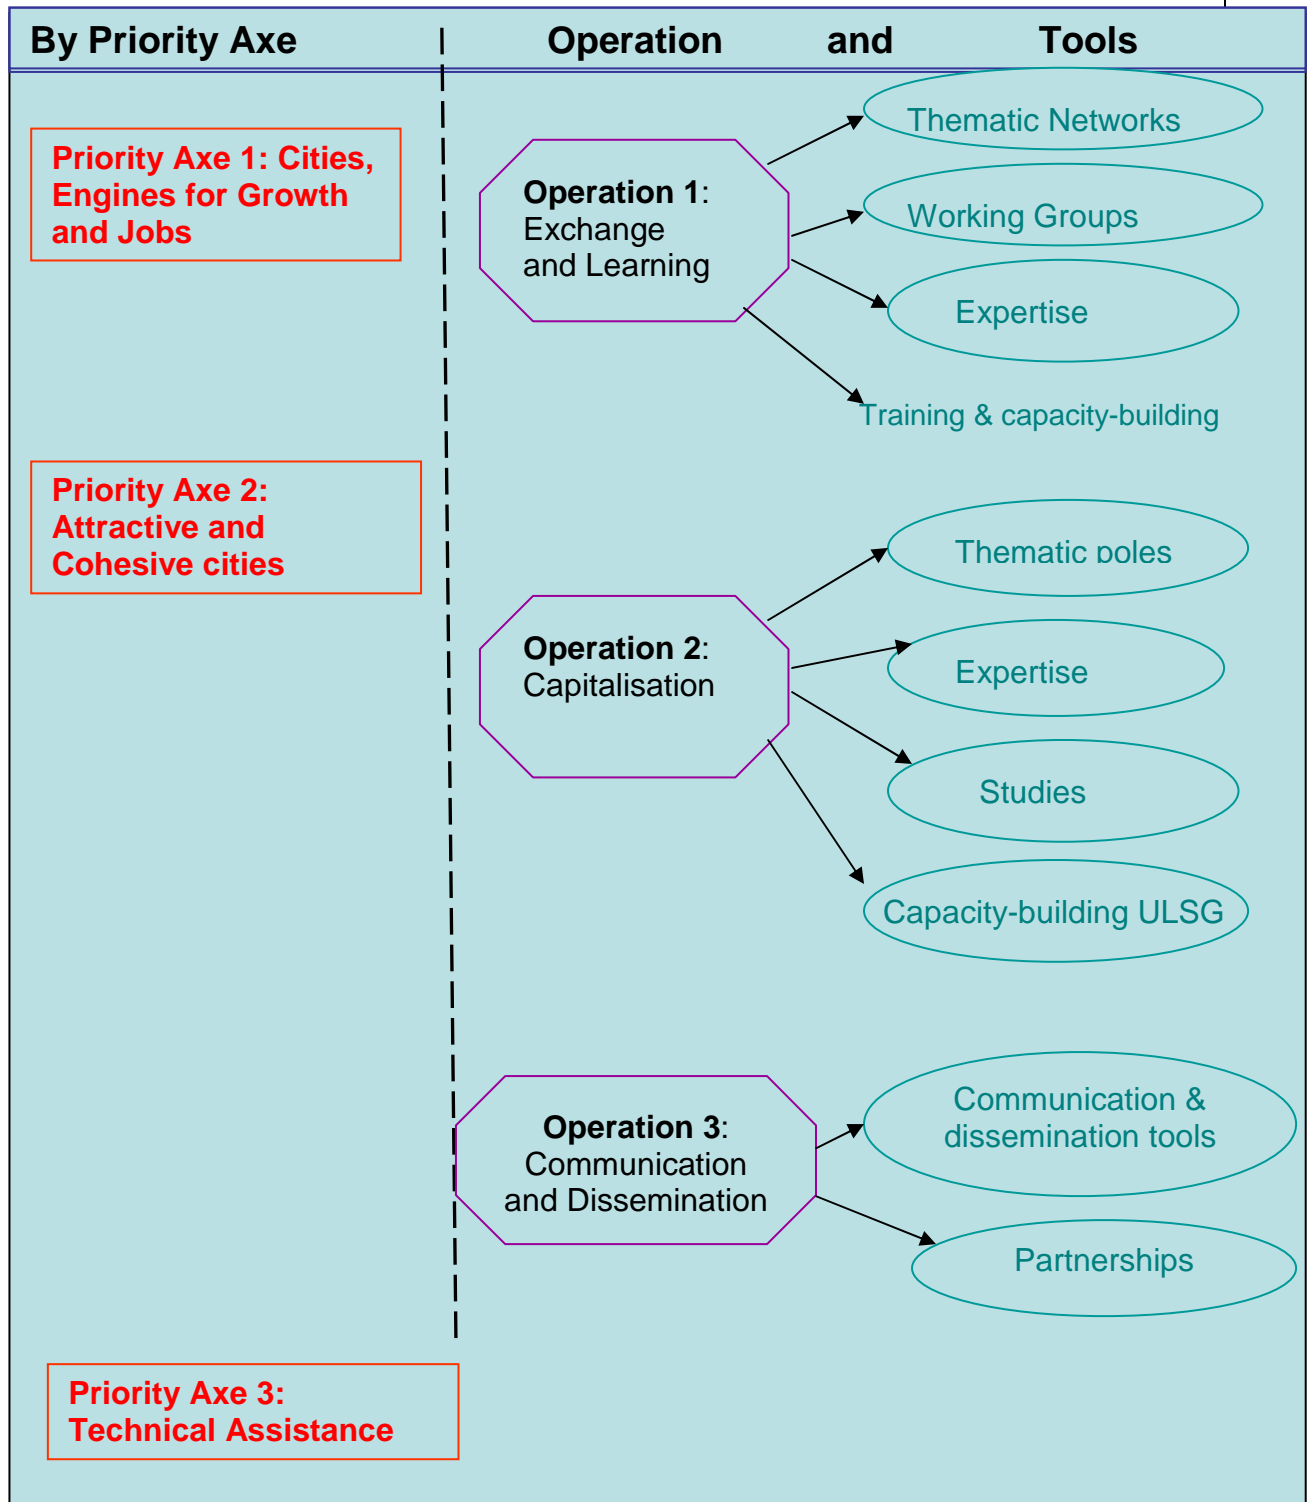 By Priority Axe Operation and Tools
Priority Axe 1: Cities,
Engines for Growth
and Jobs
Operation 1:
Exchange
and Learning
Thematic Networks
Working Groups
Expertise
Training & capacity-building
Priority Axe 2:
Attractive and
Cohesive cities
Operation 2:
Capitalisation
Thematic poles
Expertise
Studies
Capacity-building ULSG
Operation 3:
Communication
and Dissemination
Communication &
dissemination tools
Partnerships
Priority Axe 3:
Technical Assistance